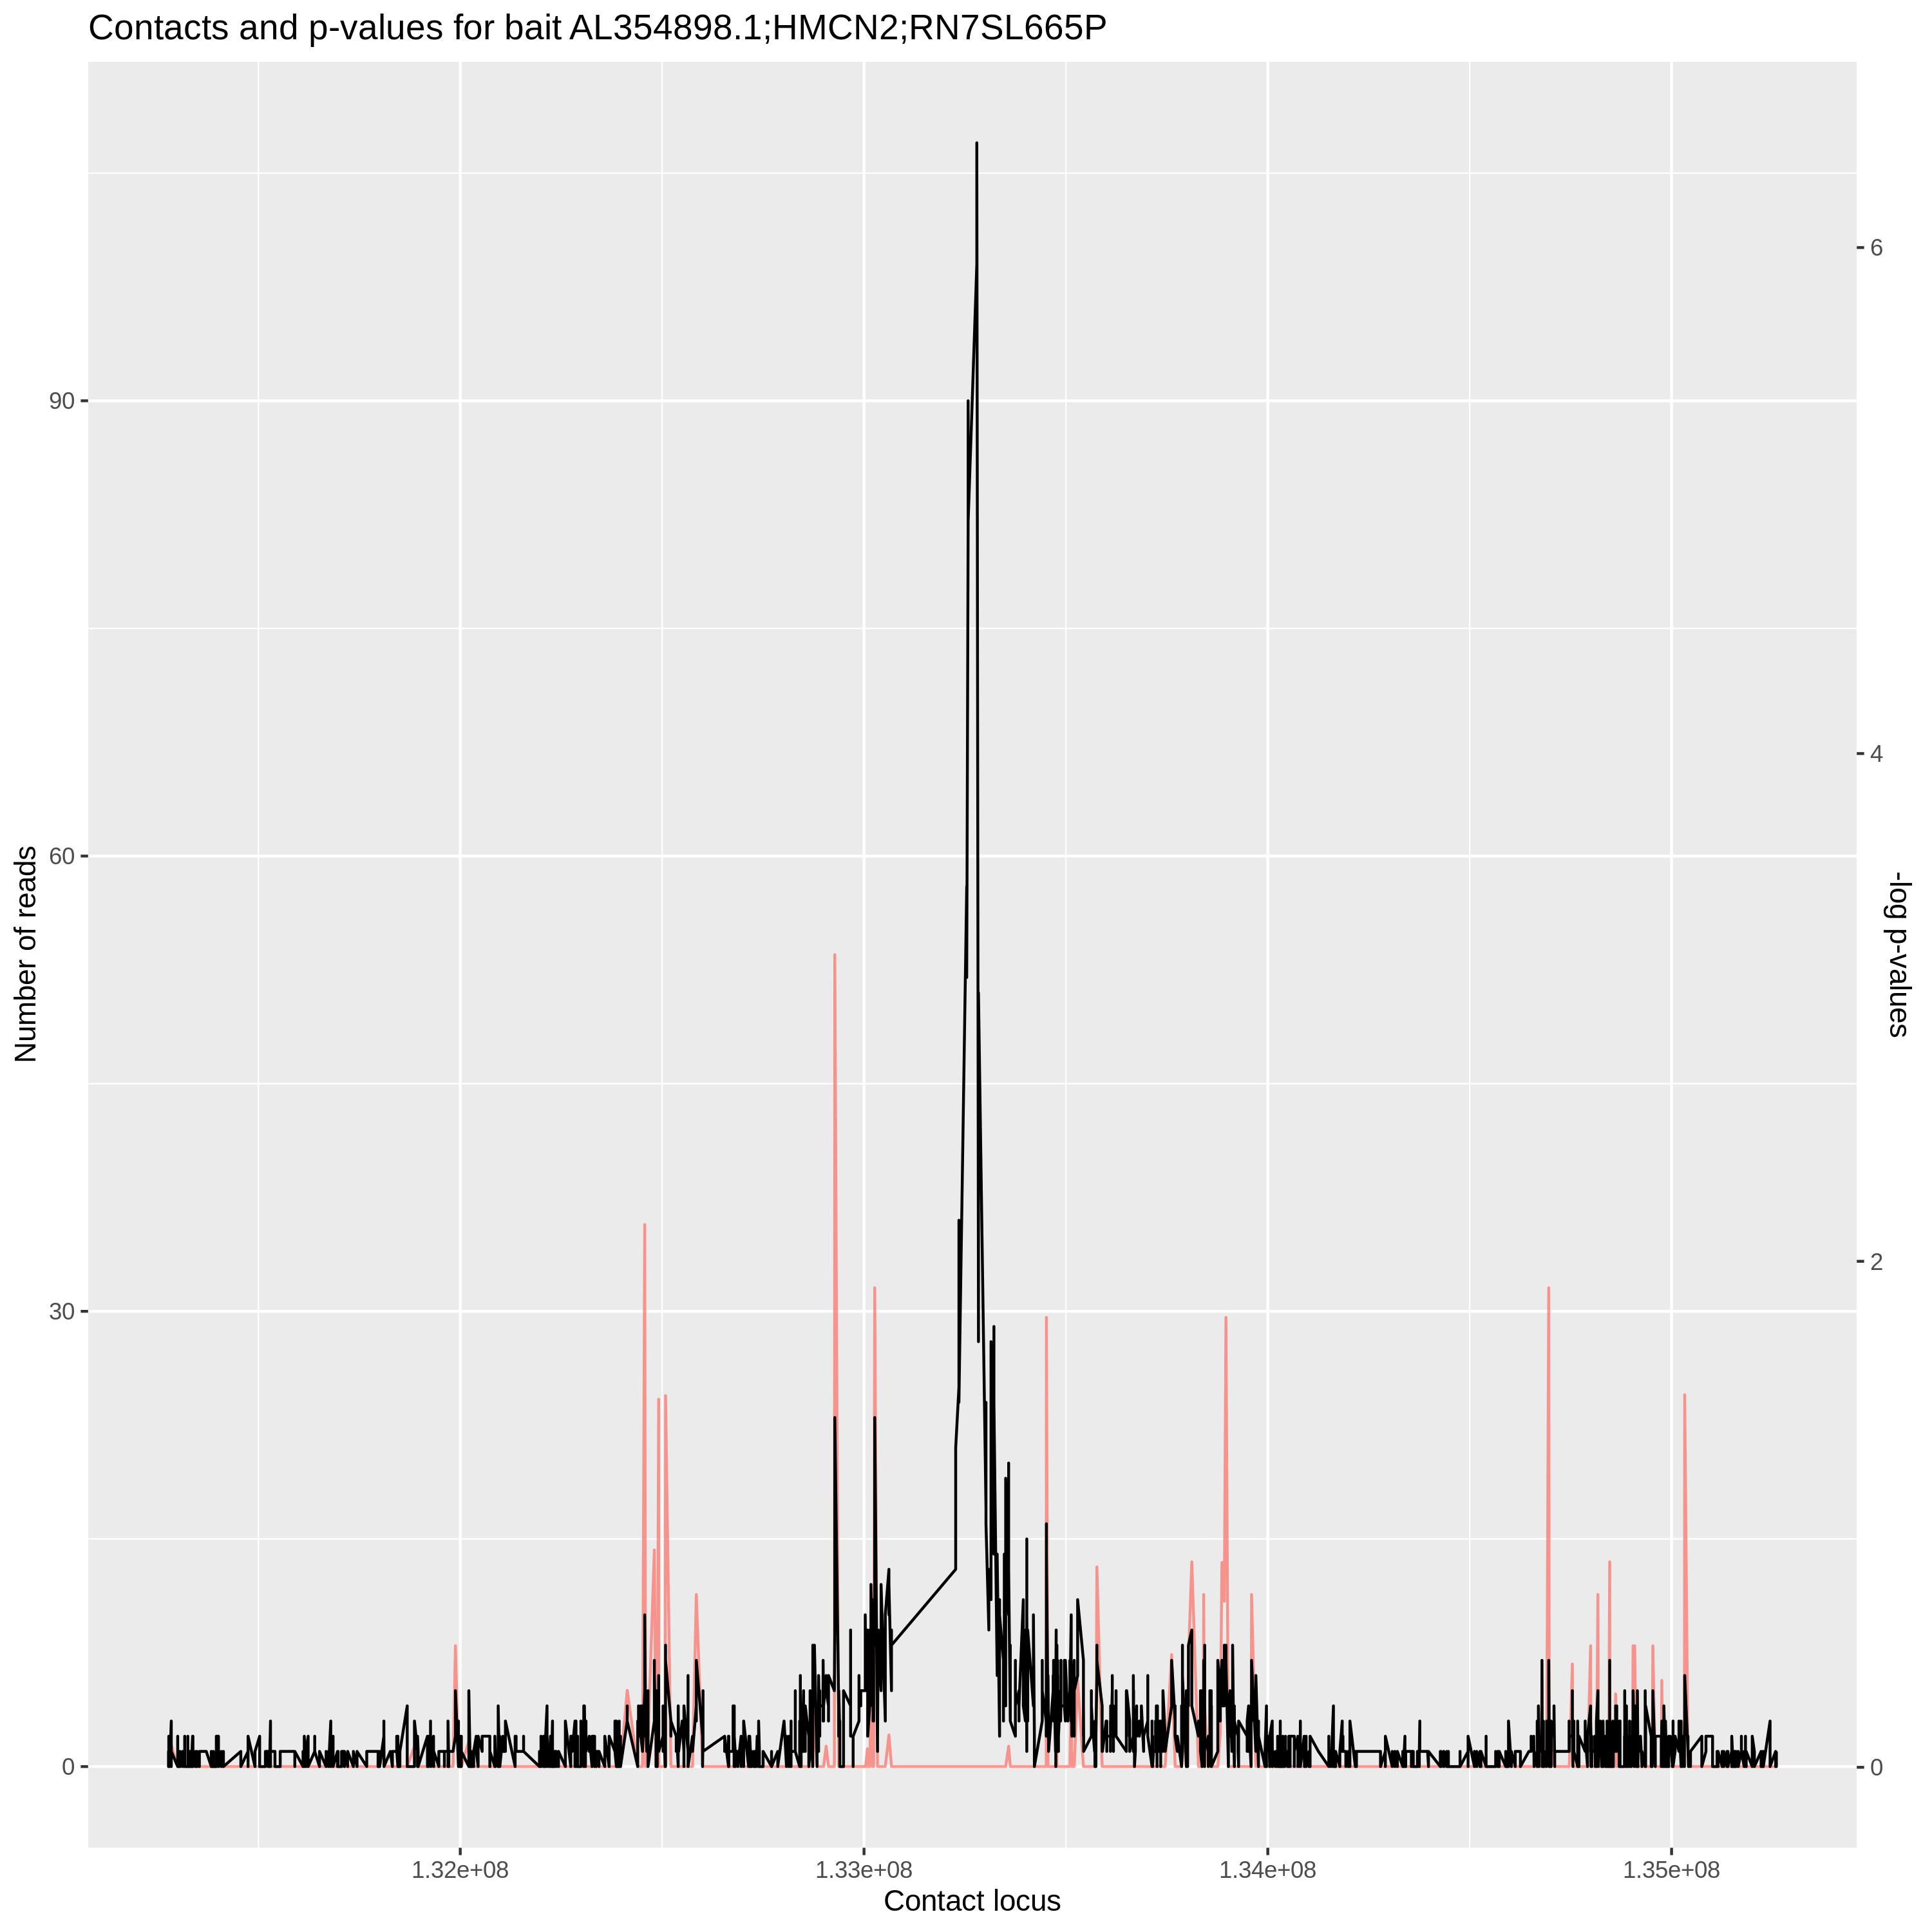 Contacts and p-values for bait AL354898.1;HMCN2;RN7SL665P
90
60
30
0
Number of reads
6
4
2
0
-log p-values
1.32e+08
1.33e+08
1.34e+08
1.35e+08
Contact locus